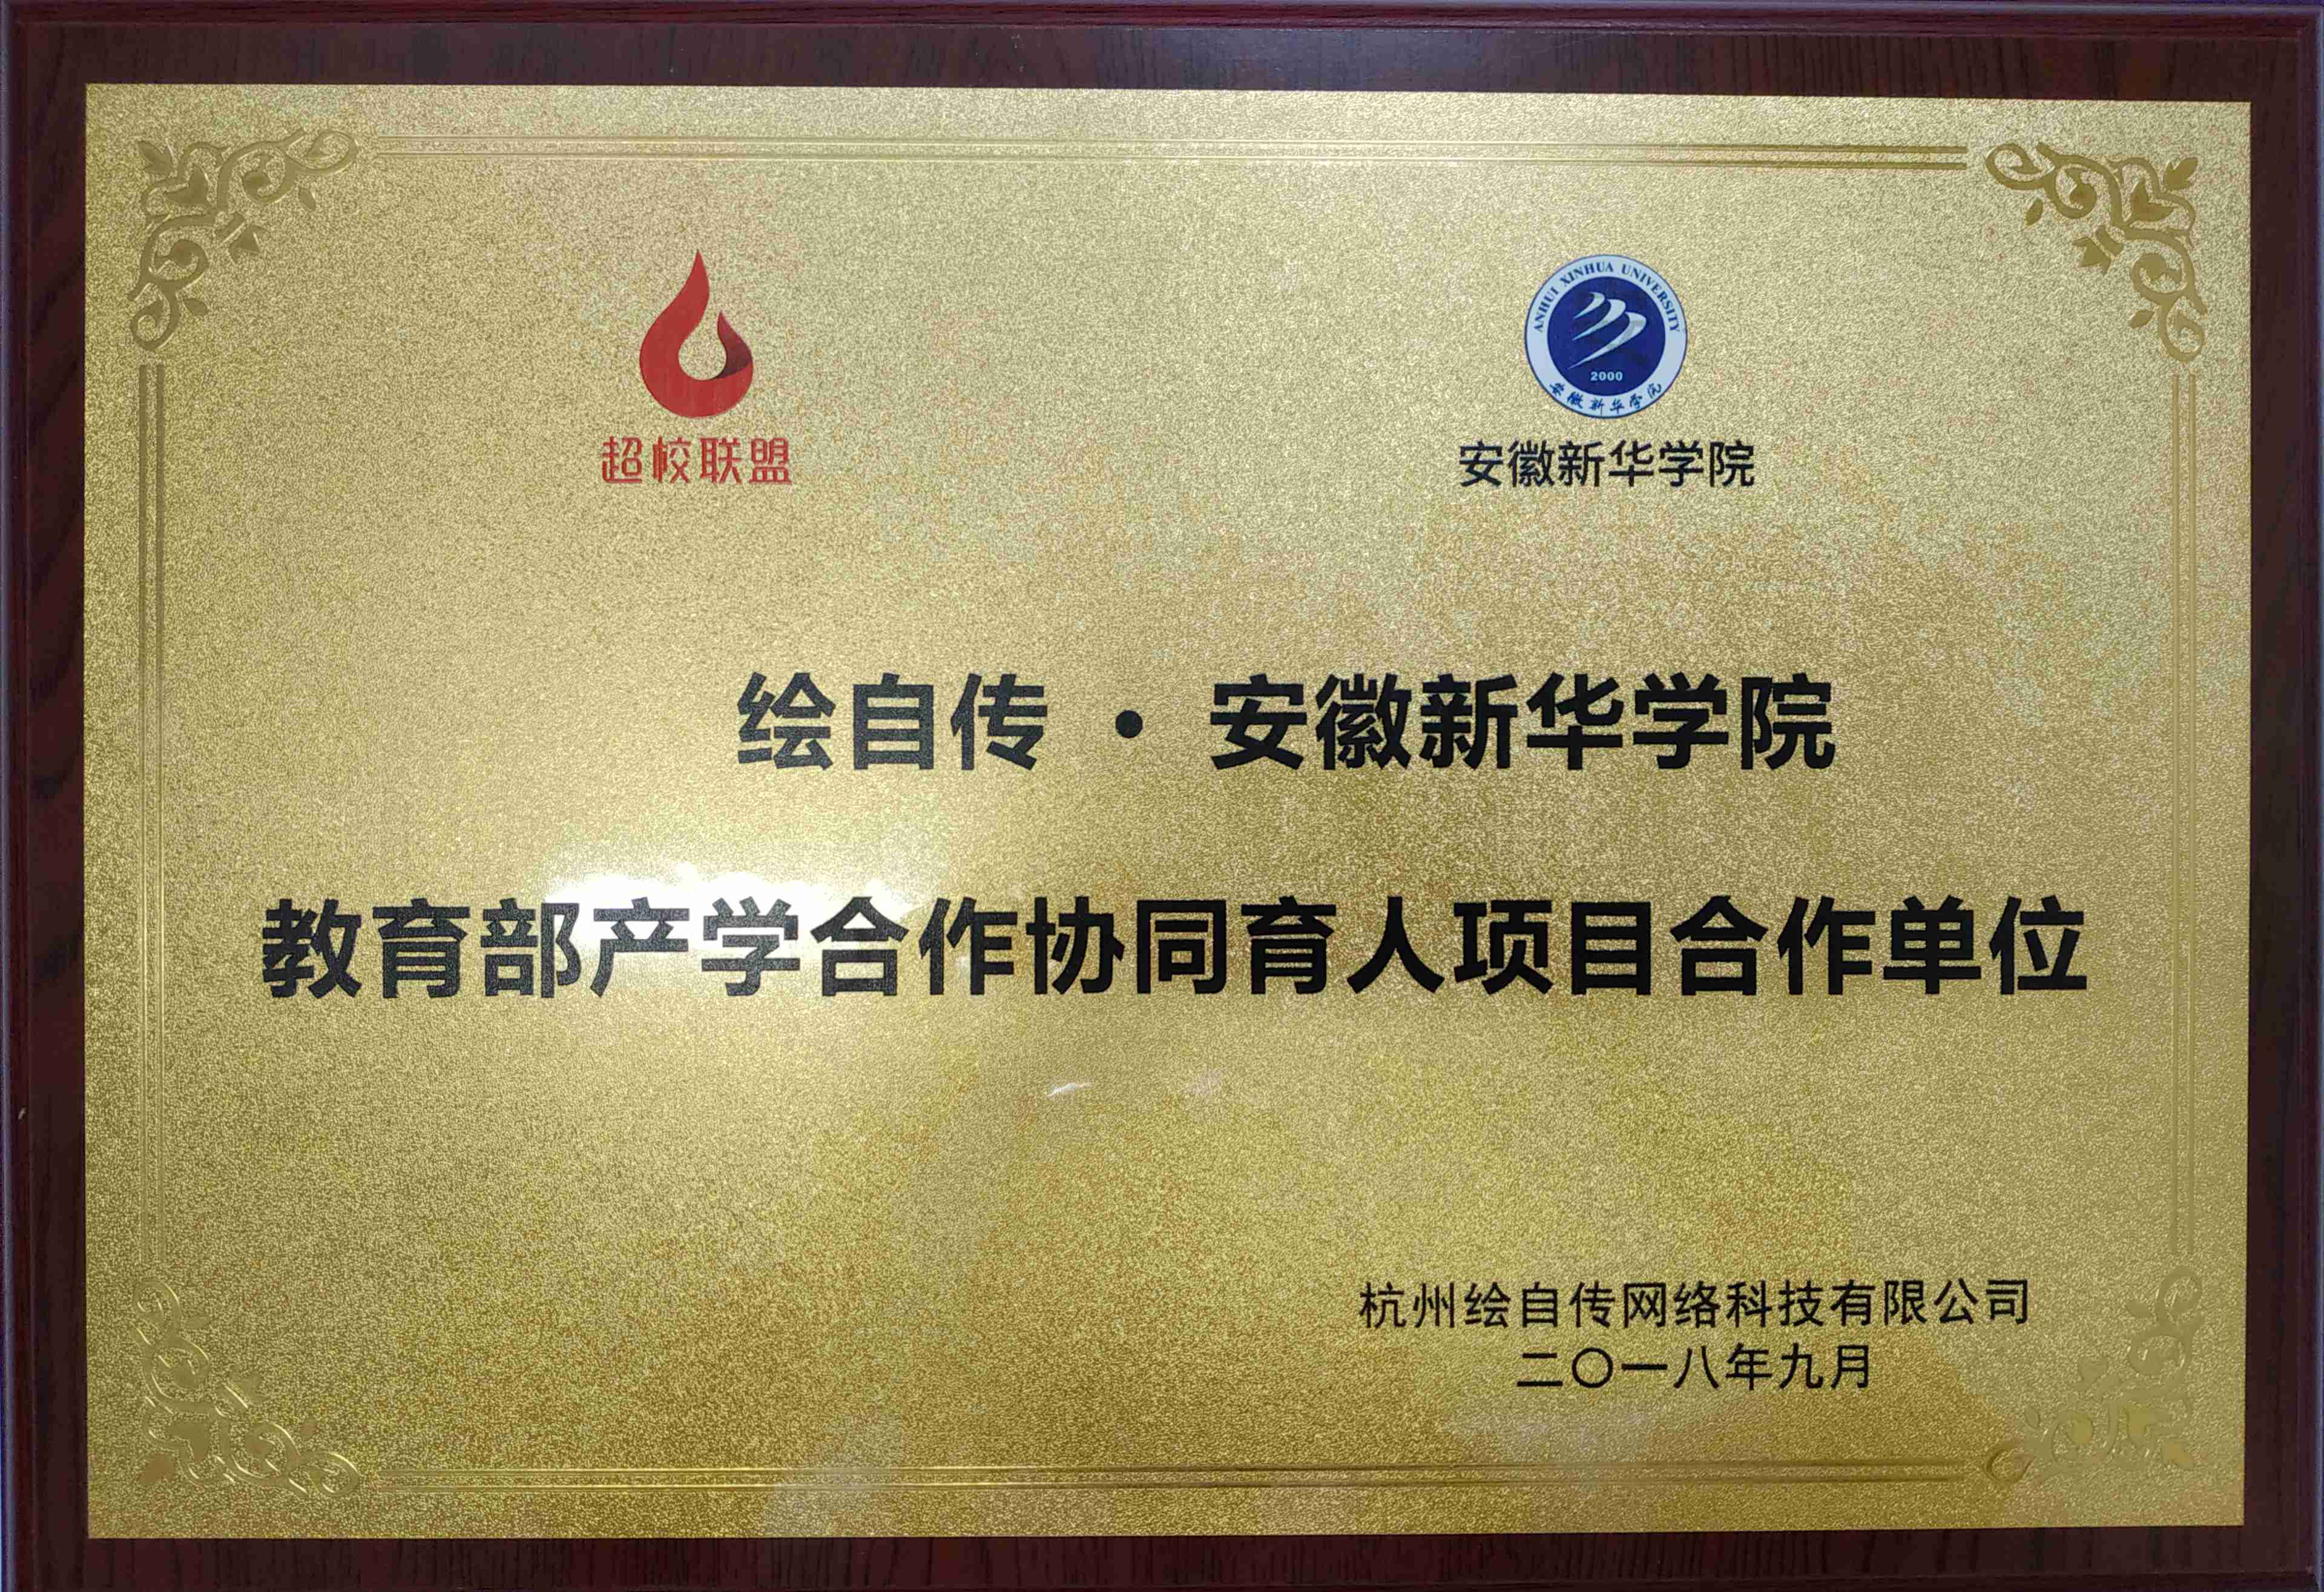 超校联盟
ANHUI XINHUA UNIVERSITY
2000
安徽新华学院
安徽新华学院
绘自传·安徽新华学院
教育部产学合作协同育人项目合作单位
杭州绘自传网络科技有限公司
二〇一八年九月